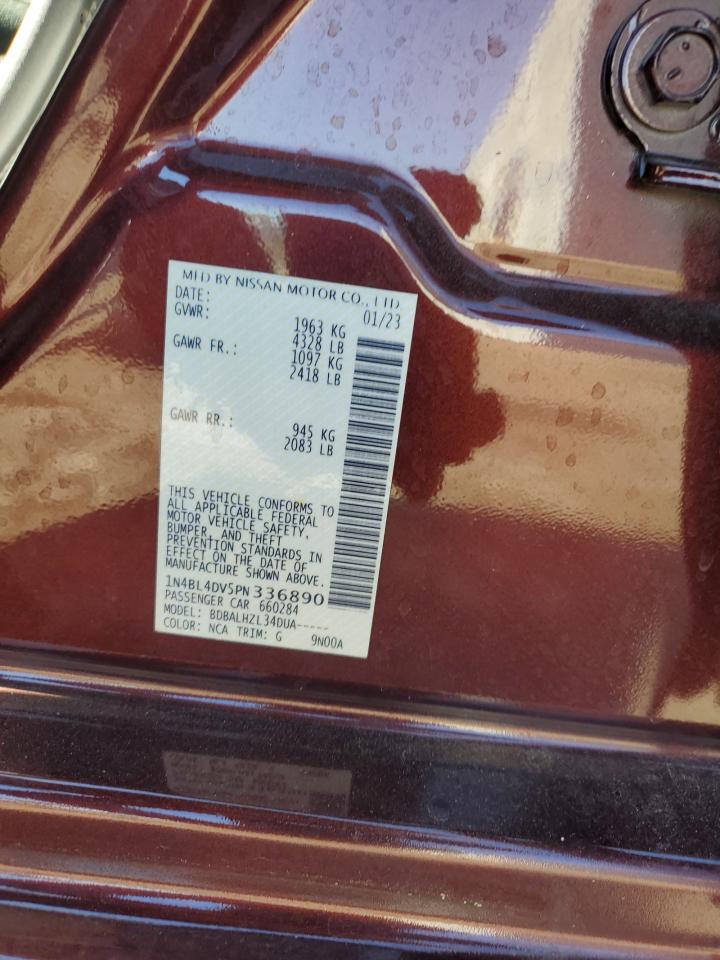 MFD BY NISSAN MOTOR CO., LTD
DATE: 01/23
GVWR: 1963 KG
4328 LB
GAWR FR.: 1097 KG
2418 LB
GAWR RR.: 945 KG
2083 LB
THIS VEHICLE CONFORMS TO
ALL APPLICABLE FEDERAL
MOTOR VEHICLE SAFETY,
BUMPER, AND THEFT
PREVENTION STANDARDS IN
EFFECT ON THE DATE OF
MANUFACTURE SHOWN ABOVE.
1N4BL4DV5PN336890
PASSENGER CAR 660284
MODEL: BDBALHZL34DUA-----
COLOR: NCA TRIM: G 9N00A